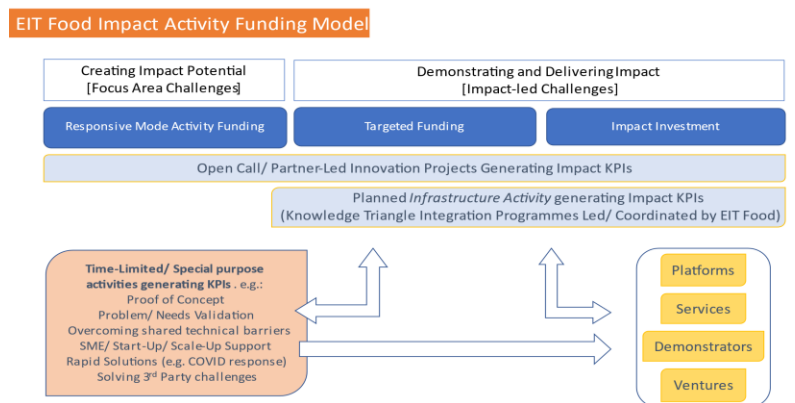 EIT Food Impact Activity Funding Model
Creating Impact Potential
[Focus Area Challenges]
Demonstrating and Delivering Impact
[Impact-led Challenges]
Responsive Mode Activity Funding
Targeted Funding
Impact Investment
Open Call/ Partner-Led Innovation Projects Generating Impact KPIs
Planned Infrastructure Activity generating Impact KPIs
(Knowledge Triangle Integration Programmes Led/ Coordinated by EIT Food)
Time-Limited/ Special purpose
activities generating KPIs . e.g.:
Proof of Concept
Problem/ Needs Validation
Overcoming shared technical barriers
SME/ Start-Up/ Scale-Up Support
Rapid Solutions (e.g. COVID response)
Solving 3rd Party challenges
Platforms
Services
Demonstrators
Ventures